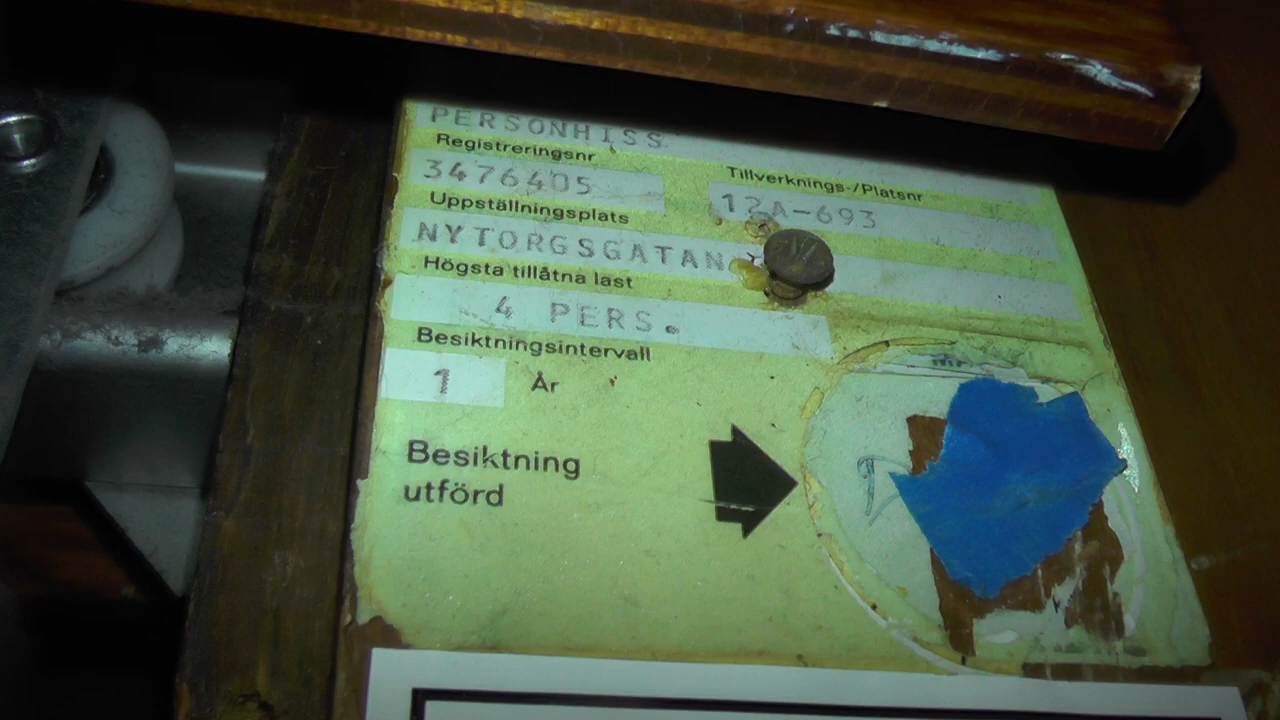 PERSONHISS
Registreringsnr
Tillverknings-/Platsnr
3476405
12A-693
Uppställningsplats
NYTORGSGATAN
Högsta tillåtna last
4 PERS.
Besiktningsintervall
1 År
Besiktning
utförd